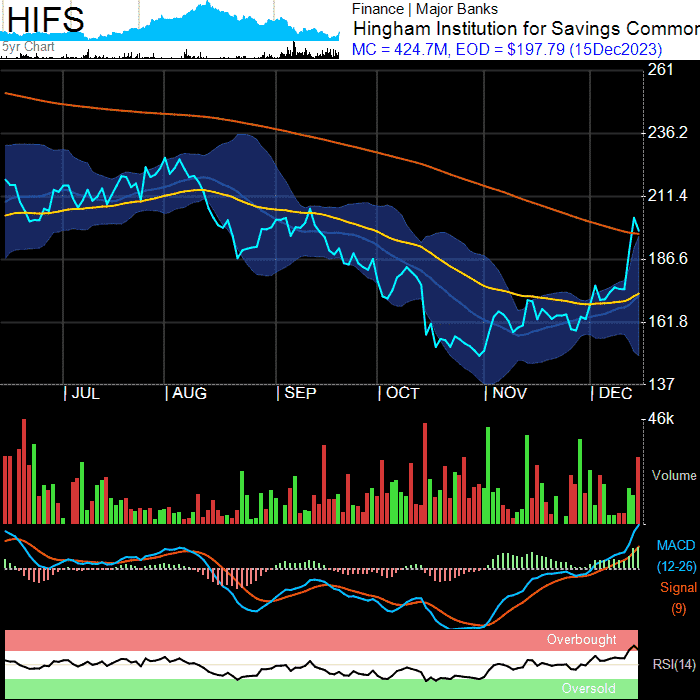 HIFS
5yr Chart
Finance | Major Banks
Hingham Institution for Savings Common
MC = 424.7M, EOD = $197.79 (15Dec2023)
261
236.2
211.4
186.6
161.8
137
| JUL | AUG | SEP | OCT | NOV | DEC
46k
Volume
MACD
(12-26)
Signal
(9)
Overbought
RSI(14)
Oversold